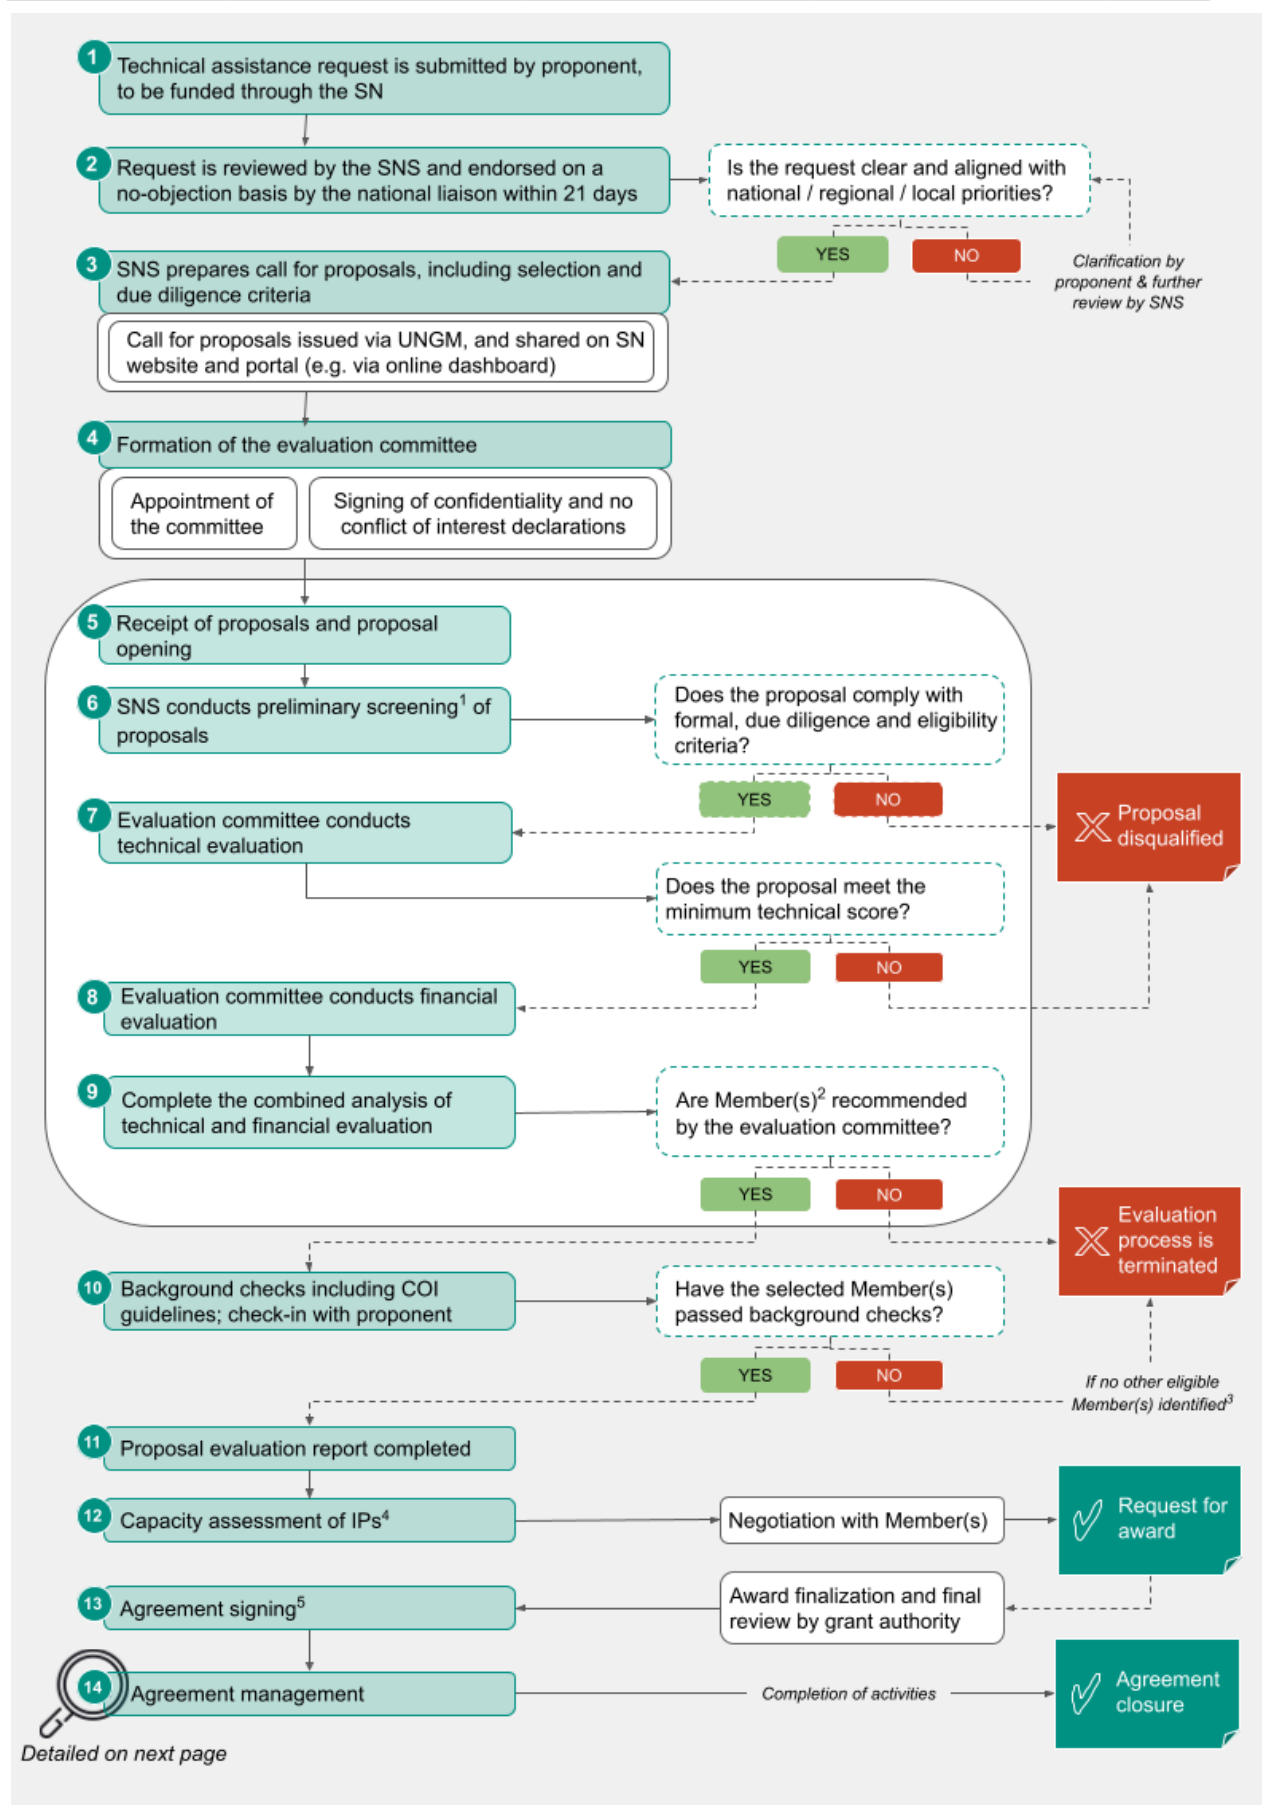 1
Technical assistance request is submitted by proponent,
to be funded through the SN
2
Request is reviewed by the SNS and endorsed on a
no-objection basis by the national liaison within 21 days
Is the request clear and aligned with
national / regional / local priorities?
YES
NO
Clarification by
proponent & further
review by SNS
3
SNS prepares call for proposals, including selection and
due diligence criteria
Call for proposals issued via UNGM, and shared on SN
website and portal (e.g. via online dashboard)
4
Formation of the evaluation committee
Appointment of
the committee
Signing of confidentiality and no
conflict of interest declarations
5
Receipt of proposals and proposal
opening
6
SNS conducts preliminary screening¹ of
proposals
Does the proposal comply with
formal, due diligence and eligibility
criteria?
YES
NO
Proposal
disqualified
7
Evaluation committee conducts
technical evaluation
Does the proposal meet the
minimum technical score?
YES
NO
8
Evaluation committee conducts financial
evaluation
9
Complete the combined analysis of
technical and financial evaluation
Are Member(s)² recommended
by the evaluation committee?
YES
NO
Evaluation
process is
terminated
10
Background checks including COI
guidelines; check-in with proponent
Have the selected Member(s)
passed background checks?
YES
NO
If no other eligible
Member(s) identified³
11
Proposal evaluation report completed
12
Capacity assessment of IPs⁴
Negotiation with Member(s)
Request for
award
13
Agreement signing⁵
Award finalization and final
review by grant authority
14
Agreement management
Completion of activities
Agreement
closure
Detailed on next page